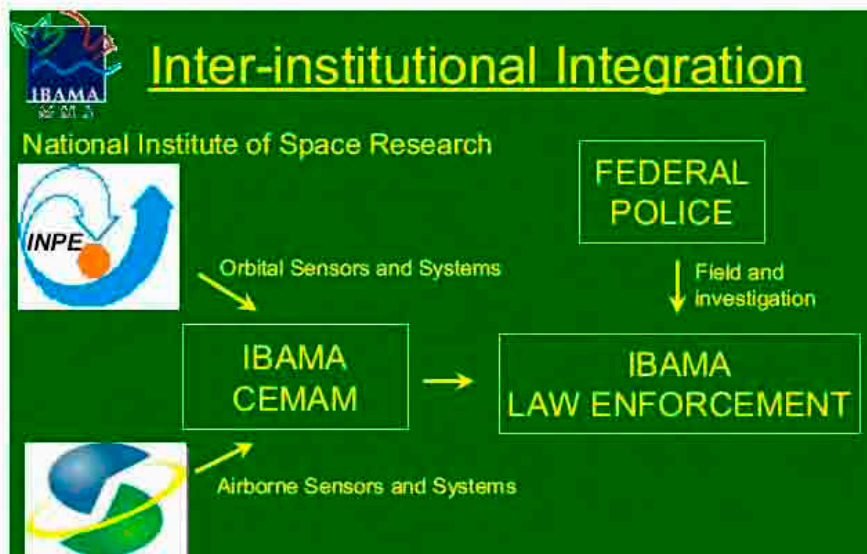 IBAMA
Inter-institutional Integration
National Institute of Space Research
INPE
FEDERAL
POLICE
Orbital Sensors and Systems
Field and
investigation
IBAMA
CEMAM
IBAMA
LAW ENFORCEMENT
Airborne Sensors and Systems